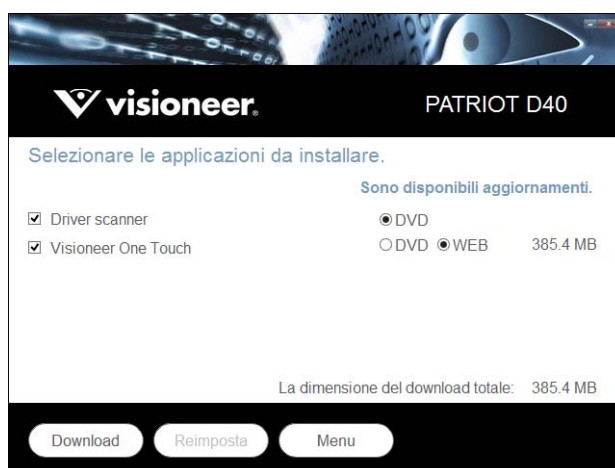 visioneer®
PATRIOT D40
Selezionare le applicazioni da installare.
Sono disponibili aggiornamenti.
Driver scanner DVD
Visioneer One Touch DVD WEB 385.4 MB
La dimensione del download totale: 385.4 MB
Download Reimposta Menu